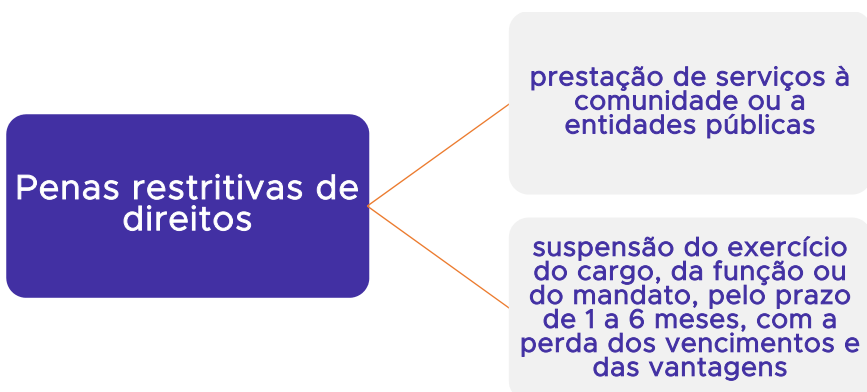 Penas restritivas de
direitos
prestação de serviços à
comunidade ou a
entidades públicas
suspensão do exercício
do cargo, da função ou
do mandato, pelo prazo
de 1 a 6 meses, com a
perda dos vencimentos e
das vantagens